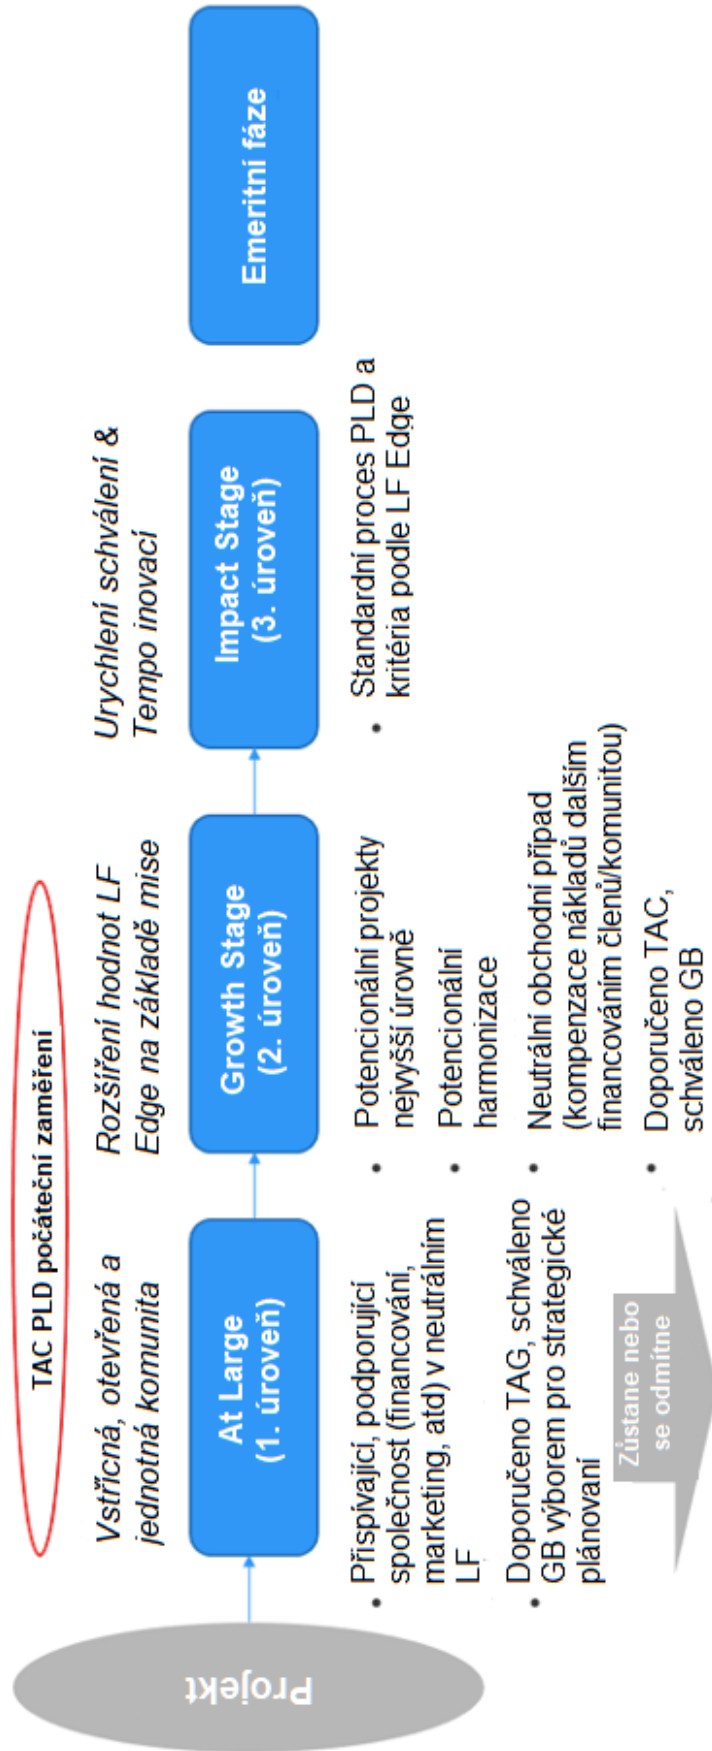 TAC PLD počáteční zaměření
Vstřícná, otevřená a
jednotná komunita
Rozšíření hodnot LF
Edge na základě mise
Urychlení schválení &
Tempo inovací
Projekt
At Large
(1. úroveň)
Growth Stage
(2. úroveň)
Impact Stage
(3. úroveň)
Emeritní fáze
• Přispívající, podporující
společnost (financování,
marketing, atd) v neutrálním
LF
• Doporučeno TAG, schváleno
GB výborem pro strategické
plánovaní
Zůstane nebo
se odmítne
• Potencionální projekty
nejvyšší úrovně
• Potencionální
harmonizace
• Neutrální obchodní případ
(kompenzace nákladů dalším
financováním členů/komunitou)
• Doporučeno TAC,
schváleno GB
• Standardní proces PLD a
kritéria podle LF Edge